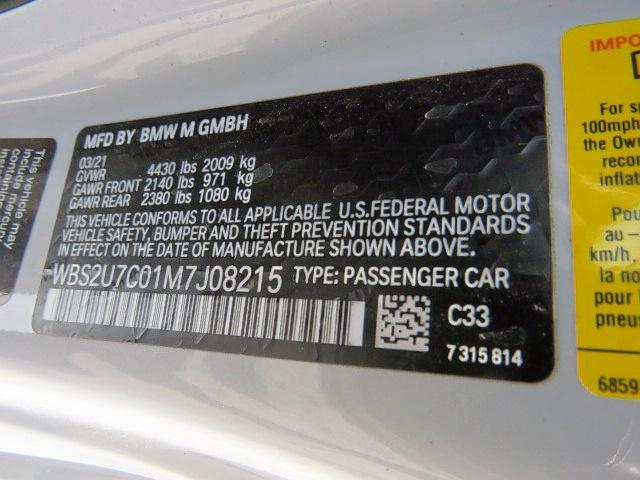 This vehicle may
MFD BY BMW M GMBH
03/21
GVWR 4430 lbs 2009 kg
GAWR FRONT 2140 lbs 971 kg
GAWR REAR 2380 lbs 1080 kg
THIS VEHICLE CONFORMS TO ALL APPLICABLE U.S.FEDERAL MOTOR
VEHICLE SAFETY, BUMPER AND THEFT PREVENTION STANDARDS
IN EFFECT ON THE DATE OF MANUFACTURE SHOWN ABOVE.
WBS2U7C01M7J08215 TYPE: PASSENGER CAR
C33
7 315 814
IMPO
For sp
100mph
the Own
recon
inflat
Pou
au —
km/h,
la no
pour
pneus
6859